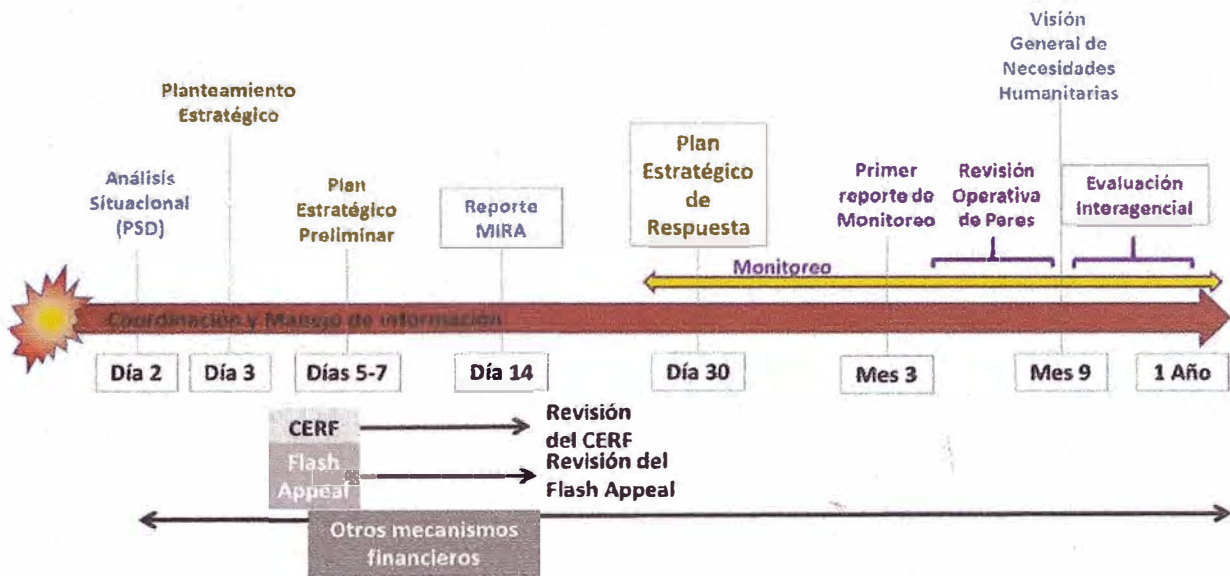 Visión
General de
Necesidades
Humanitarias
Planteamiento
Estratégico
Análisis
Situacional
(PSD)
Plan
Estratégico
Preliminar
Reporte
MIRA
Plan
Estratégico
de
Respuesta
Primer
reporte de
Monitoreo
Revisión
Operativa
de Peres
Evaluación
Interagencial
Monitoreo
Coordinación y Manejo de información
Día 2
Día 3
Días 5-7
Día 14
Día 30
Mes 3
Mes 9
1 Año
CERF
Revisión
del CERF
Flash
Appeal
Revisión del
Flash Appeal
Otros mecanismos
financieros